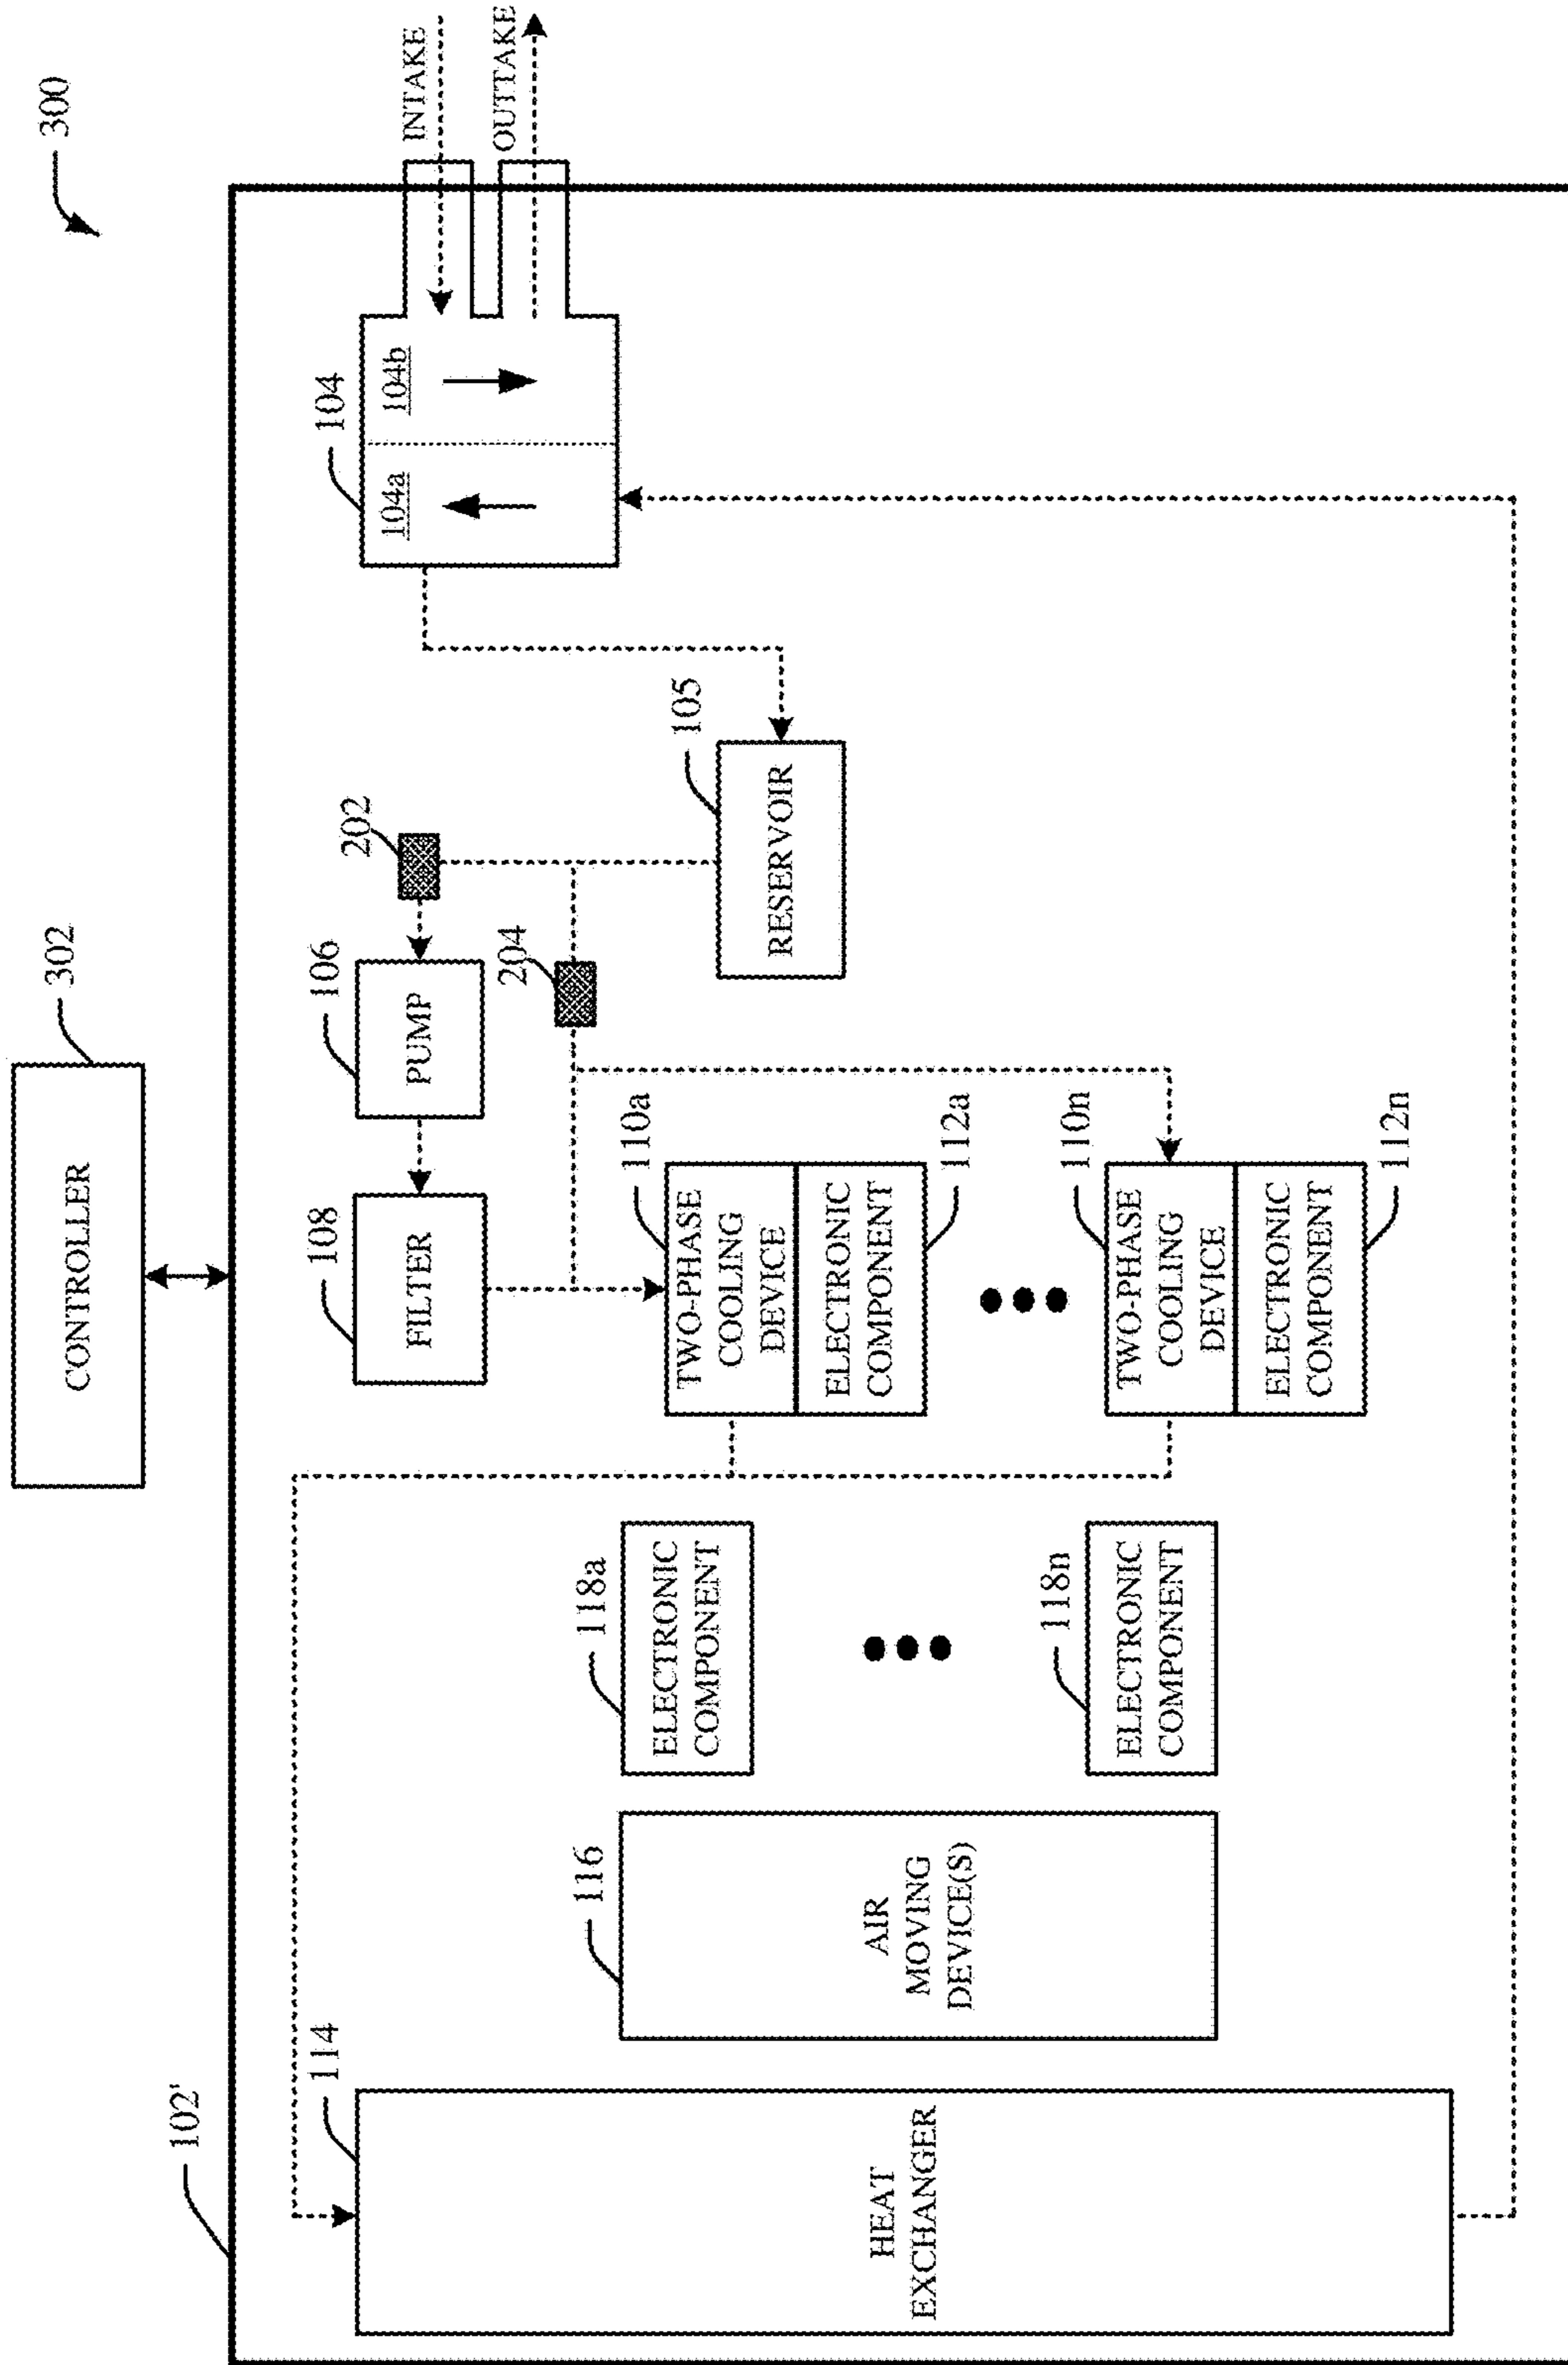 300
302
CONTROLLER
102'
INTAKE
OUTTAKE
104
104a
104b
202
106
PUMP
204
108
FILTER
105
RESERVOIR
110a
TWO-PHASE
COOLING
DEVICE
ELECTRONIC
COMPONENT
112a
110n
TWO-PHASE
COOLING
DEVICE
ELECTRONIC
COMPONENT
112n
118a
ELECTRONIC
COMPONENT
118n
ELECTRONIC
COMPONENT
116
AIR
MOVING
DEVICE(S)
114
HEAT
EXCHANGER